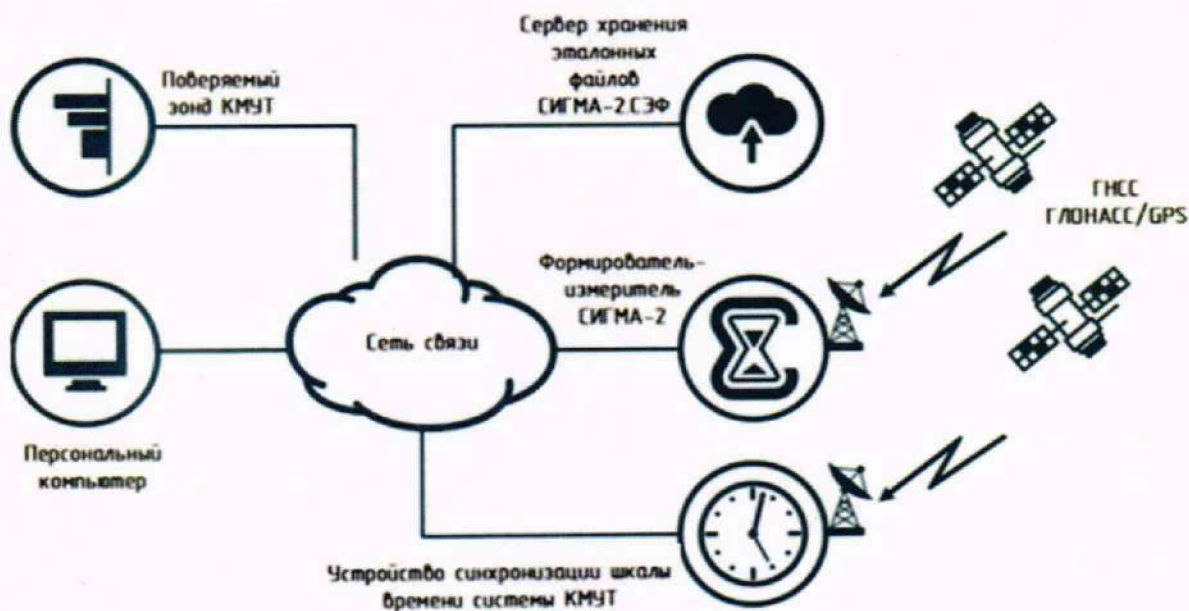 Сервер хранения
эталонных
файлов
СИГМА-2.СЭФ
Поверяемый
зонд КМУТ
ГНСС
ГЛОНАСС/GPS
Формирователь-
измеритель
СИГМА-2
Сеть связи
Персональный
компьютер
Устройство синхронизации шкалы
времени системы КМУТ